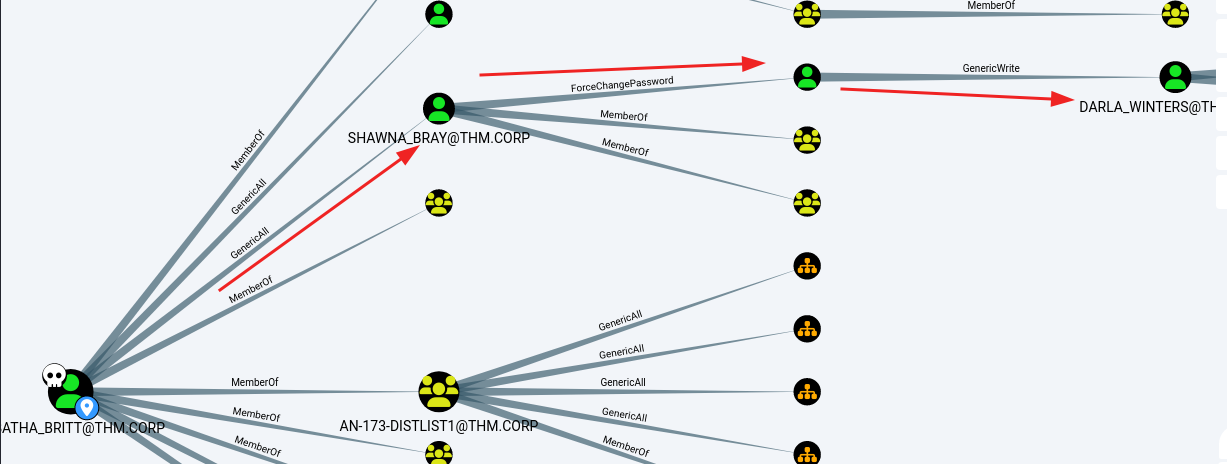 MemberOf
ForceChangePassword
GenericWrite
MemberOf
DARLA_WINTERS@TH
MemberOf
SHAWNA_BRAY@THM.CORP
MemberOf
GenericAll
GenericAll
MemberOf
GenericAll
GenericAll
MemberOf
GenericAll
ATHA_BRITT@THM.CORP
AN-173-DISTLIST1@THM.CORP
MemberOf
GenericAll
MemberOf
MemberOf